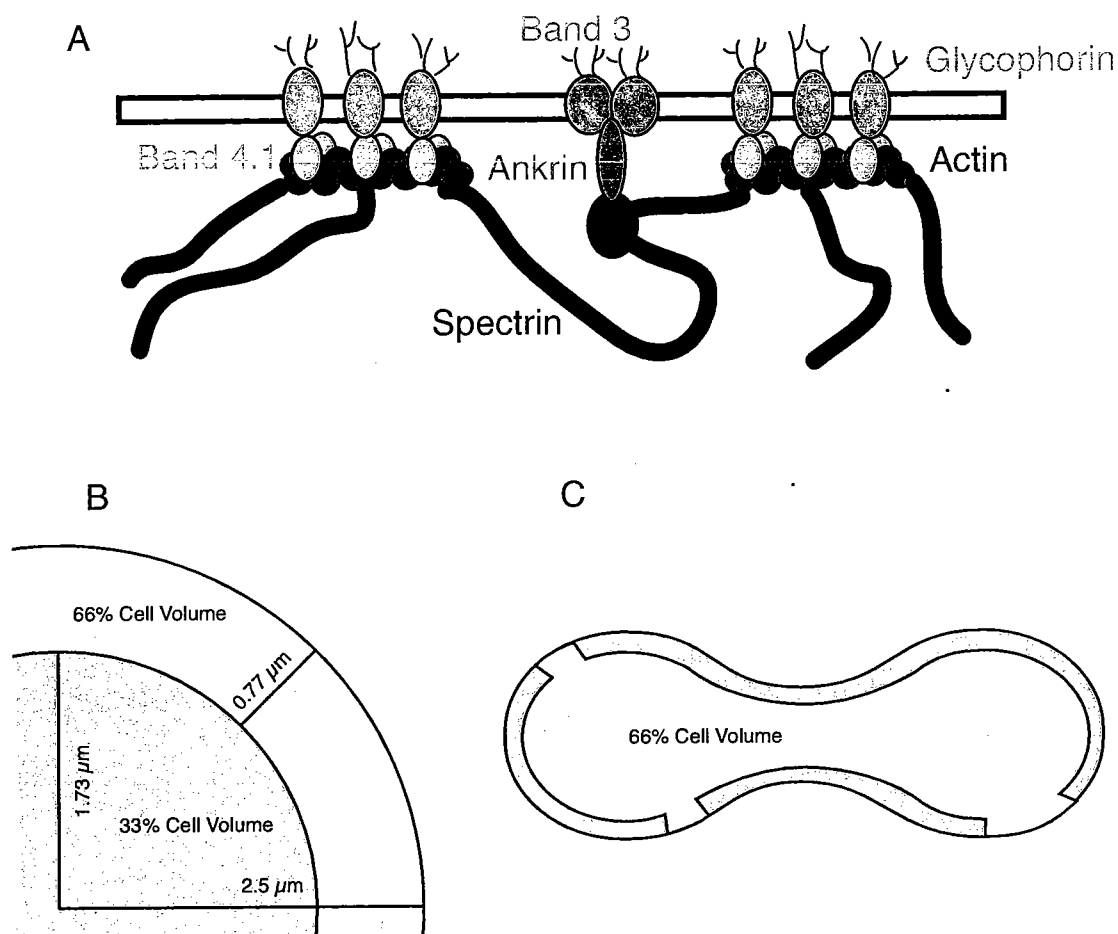 A
Band 3
Glycophorin
Band 4.1
Ankrin
Actin
Spectrin
B
C
66% Cell Volume
0.77 μm
1.73 μm
33% Cell Volume
2.5 μm
66% Cell Volume